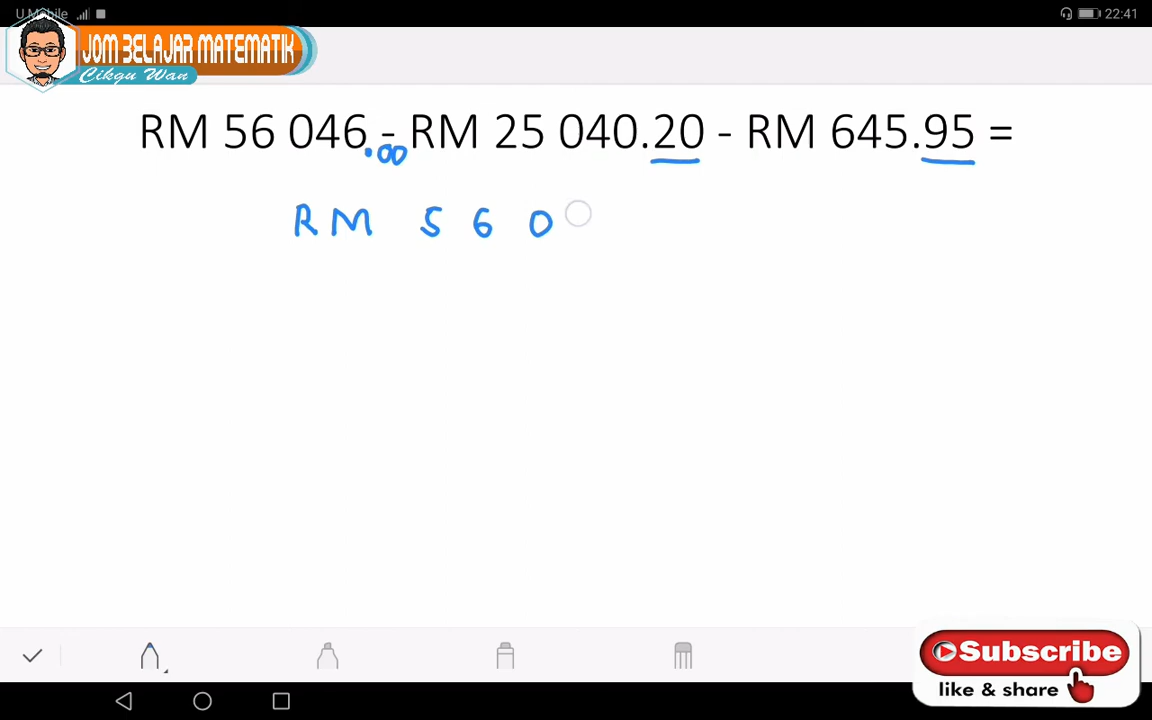 U Mobile 22:41
JOM BELAJAR MATEMATIK
Cikgu Wan
RM 56 046 - RM 25 040.20 - RM 645.95 =
.00
RM 5 6 0
Subscribe
like & share